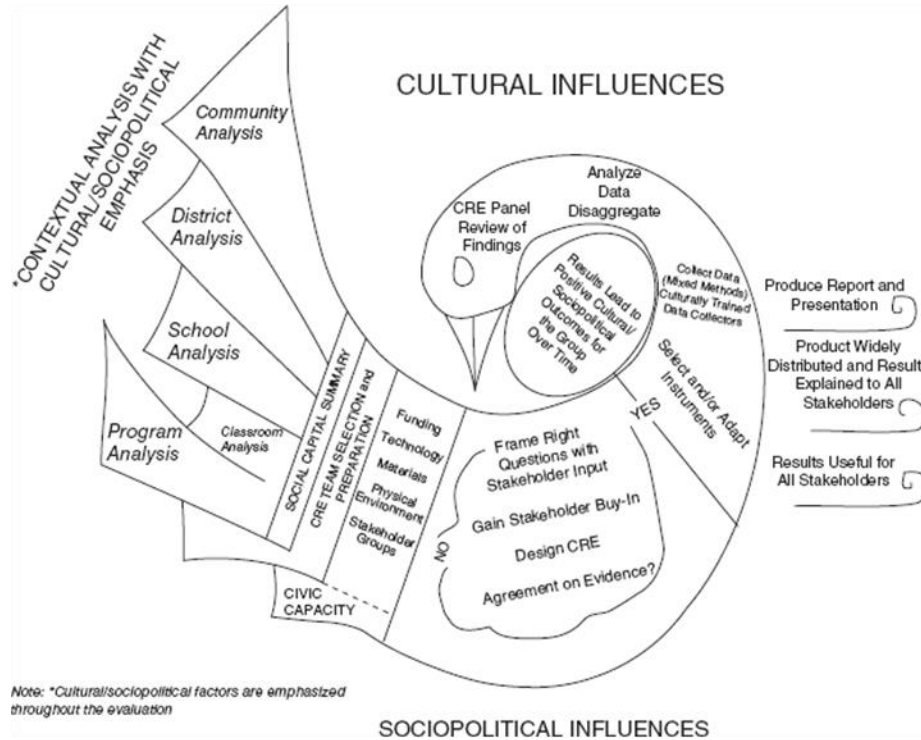 CULTURAL INFLUENCES
*CONTEXTUAL ANALYSIS WITH
CULTURAL/SOCIOPOLITICAL
EMPHASIS
Community
Analysis
District
Analysis
School
Analysis
Program
Analysis
Classroom
Analysis
SOCIAL CAPITAL SUMMARY
CRE TEAM SELECTION and
PREPARATION
Funding
Technology
Materials
Physical
Environment
Stakeholder
Groups
CIVIC
CAPACITY
NO
Frame Right
Questions with
Stakeholder Input
Gain Stakeholder Buy-In
Design CRE
Agreement on Evidence?
YES
Select and/or Adapt
Instruments
Collect Data
(Mixed Methods)
Culturally Trained
Data Collectors
Analyze
Data
Disaggregate
CRE Panel
Review of
Findings
Results Lead to
Positive Cultural/
Sociopolitical
Outcomes for
the Group
Over Time
Produce Report and
Presentation
Product Widely
Distributed and Result
Explained to All
Stakeholders
Results Useful for
All Stakeholders
Note: *Cultural/sociopolitical factors are emphasized
throughout the evaluation
SOCIOPOLITICAL INFLUENCES